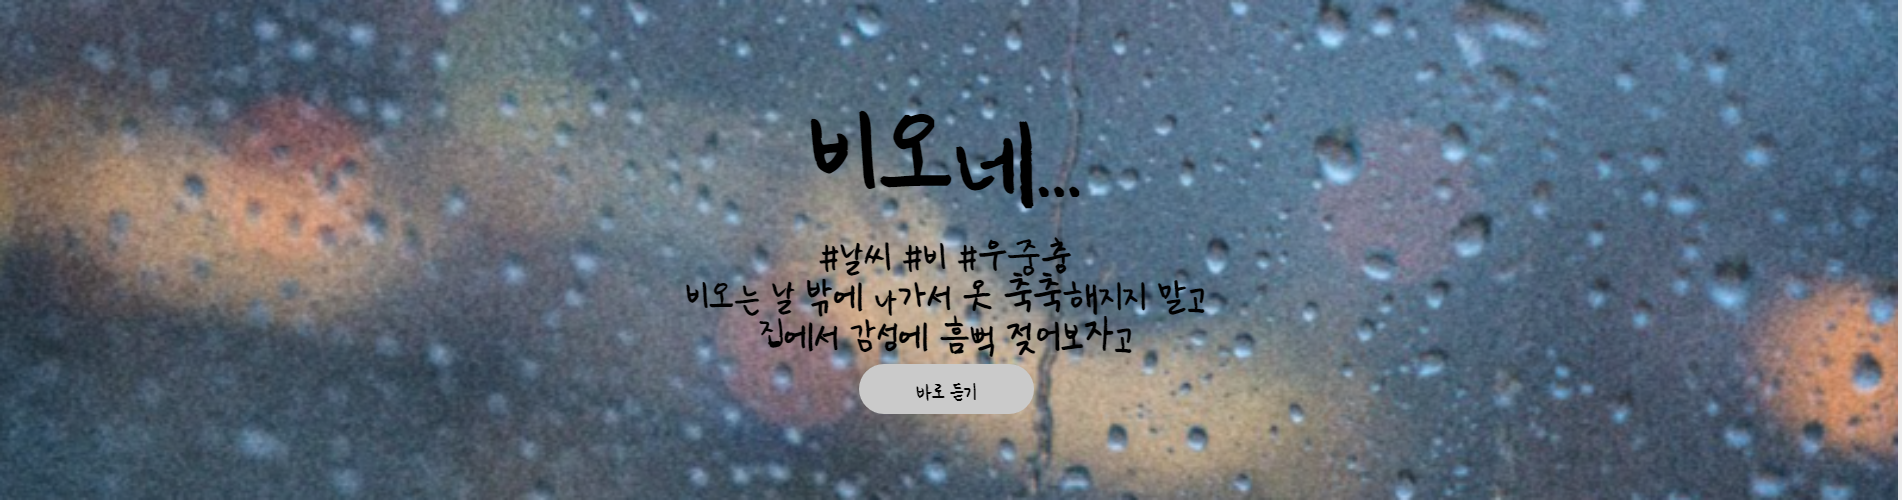 비오네...
#날씨 #비 #우중충
비오는 날 밖에 나가서 옷 축축해지지 말고
집에서 감성에 흠뻑 젖어보자고
바로 듣기